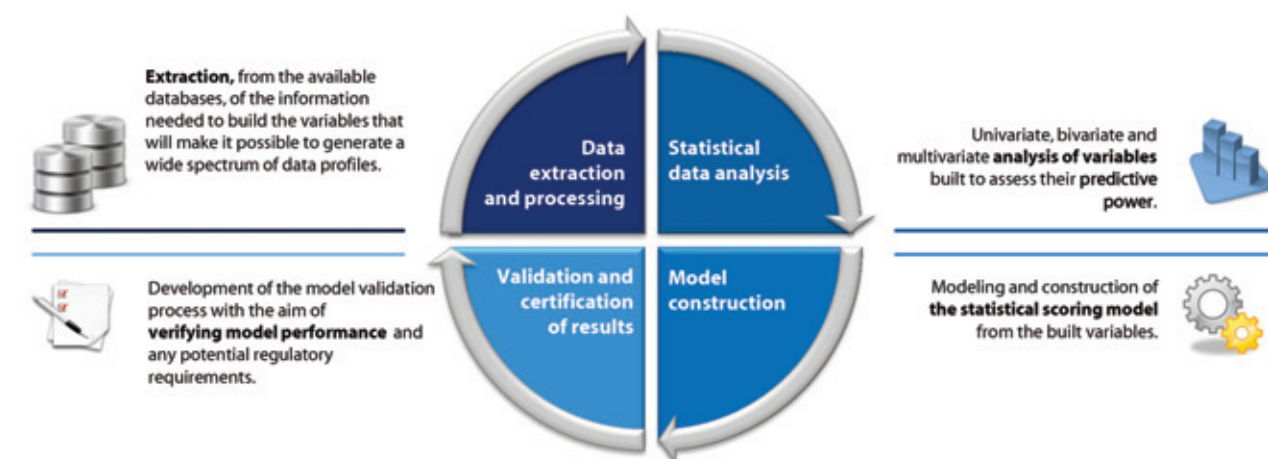 Extraction, from the available
databases, of the information
needed to build the variables that
will make it possible to generate a
wide spectrum of data profiles.
Data
extraction
and processing
Statistical
data analysis
Univariate, bivariate and
multivariate analysis of variables
built to assess their predictive
power.
Development of the model validation
process with the aim of
verifying model performance and
any potential regulatory
requirements.
Validation and
certification
of results
Model
construction
Modeling and construction of
the statistical scoring model
from the built variables.